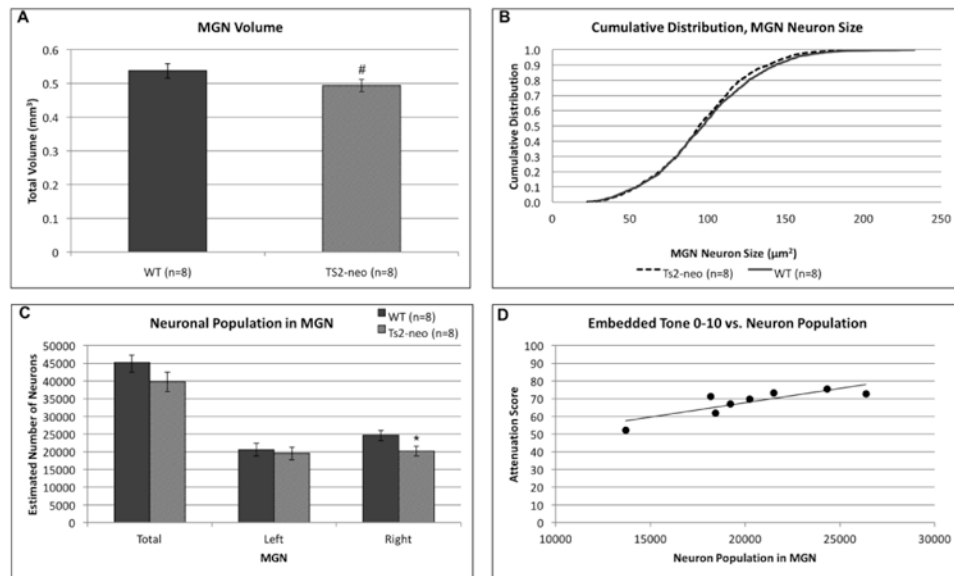 A
MGN Volume
Total Volume (mm³)
0.6
0.5
0.4
0.3
0.2
0.1
0
#
WT (n=8)
TS2-neo (n=8)
B
Cumulative Distribution, MGN Neuron Size
Cumulative Distribution
1.0
0.9
0.8
0.7
0.6
0.5
0.4
0.3
0.2
0.1
0.0
0 50 100 150 200 250
MGN Neuron Size (µm²)
Ts2-neo (n=8) WT (n=8)
C
Neuronal Population in MGN
WT (n=8)
Ts2-neo (n=8)
Estimated Number of Neurons
50000
45000
40000
35000
30000
25000
20000
15000
10000
5000
0
*
Total Left Right
MGN
D
Embedded Tone 0-10 vs. Neuron Population
Attenuation Score
100
90
80
70
60
50
40
30
20
10
0
10000 15000 20000 25000 30000
Neuron Population in MGN